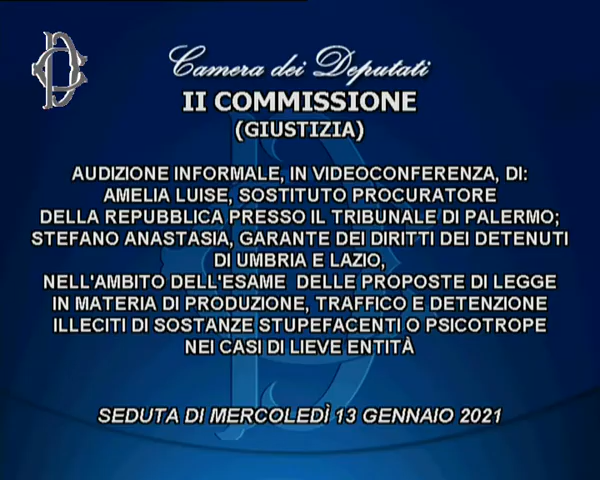 Camera dei Deputati
II COMMISSIONE
(GIUSTIZIA)
AUDIZIONE INFORMALE, IN VIDEOCONFERENZA, DI:
AMELIA LUISE, SOSTITUTO PROCURATORE
DELLA REPUBBLICA PRESSO IL TRIBUNALE DI PALERMO;
STEFANO ANASTASIA, GARANTE DEI DIRITTI DEI DETENUTI
DI UMBRIA E LAZIO,
NELL'AMBITO DELL'ESAME DELLE PROPOSTE DI LEGGE
IN MATERIA DI PRODUZIONE, TRAFFICO E DETENZIONE
ILLECITI DI SOSTANZE STUPEFACENTI O PSICOTROPE
NEI CASI DI LIEVE ENTITÀ
SEDUTA DI MERCOLEDÌ 13 GENNAIO 2021